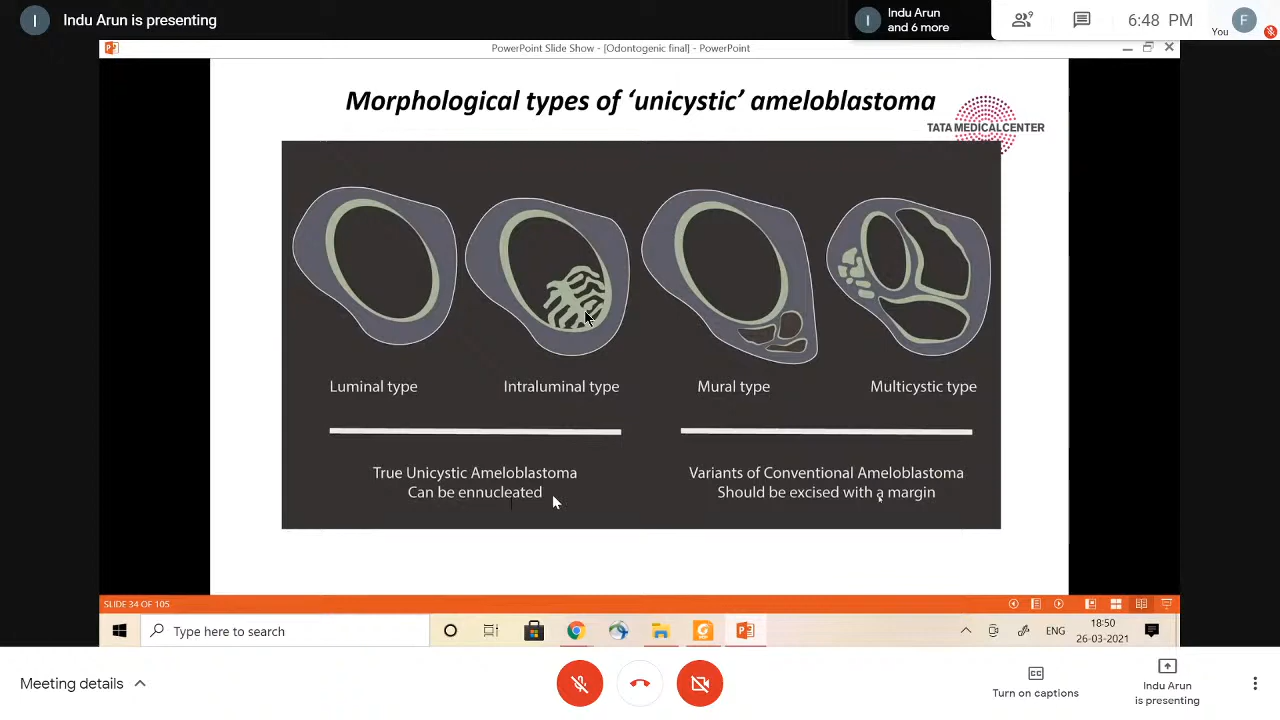 I
Indu Arun is presenting
I
Indu Arun
and 6 more
9
6:48 PM
You
F
PowerPoint Slide Show - [Odontogenic final] - PowerPoint
Morphological types of ‘unicystic’ ameloblastoma
TATA MEDICAL CENTER
Luminal type
Intraluminal type
Mural type
Multicystic type
True Unicystic Ameloblastoma
Can be ennucleated
Variants of Conventional Ameloblastoma
Should be excised with a margin
SLIDE 34 OF 105
Type here to search
ENG
18:50
26-03-2021
Meeting details
CC
Turn on captions
Indu Arun
is presenting